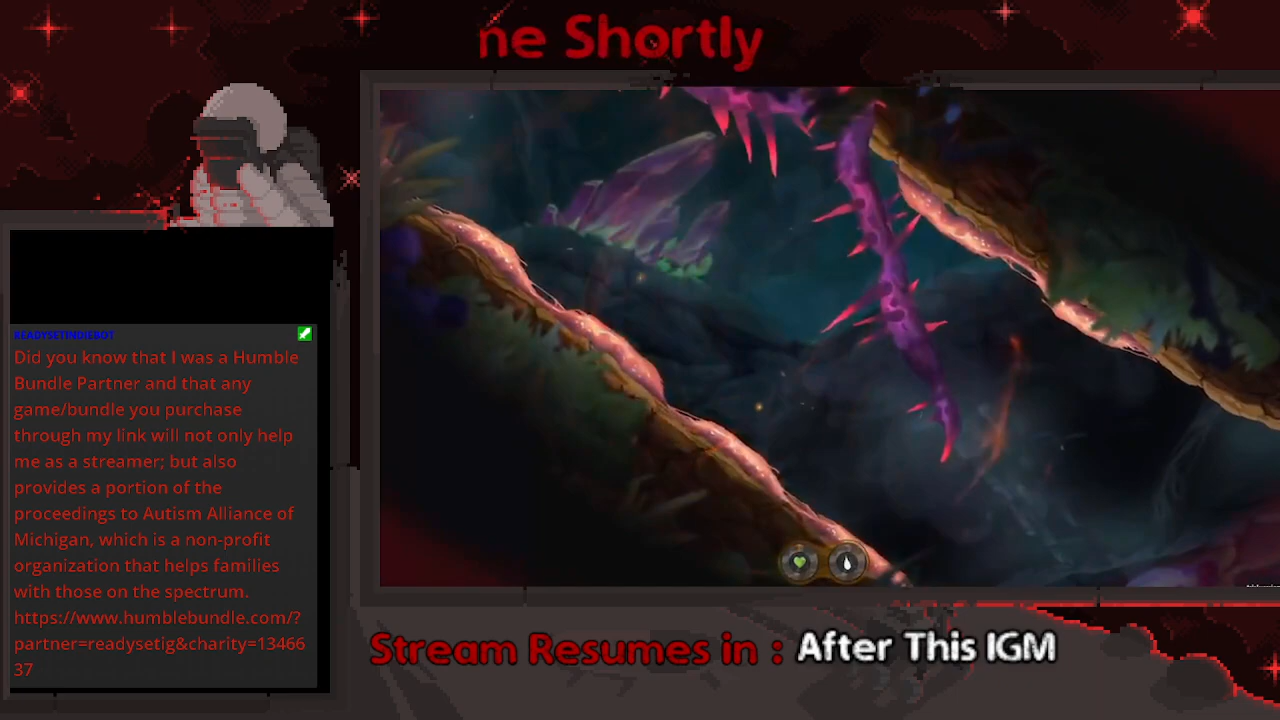 ne Shortly
READYSETINDIEBOT
Did you know that I was a Humble
Bundle Partner and that any
game/bundle you purchase
through my link will not only help
me as a streamer; but also
provides a portion of the
proceedings to Autism Alliance of
Michigan, which is a non-profit
organization that helps families
with those on the spectrum.
https://www.humblebundle.com/?
partner=readysetig&charity=13466
37
Stream Resumes in : After This IGM